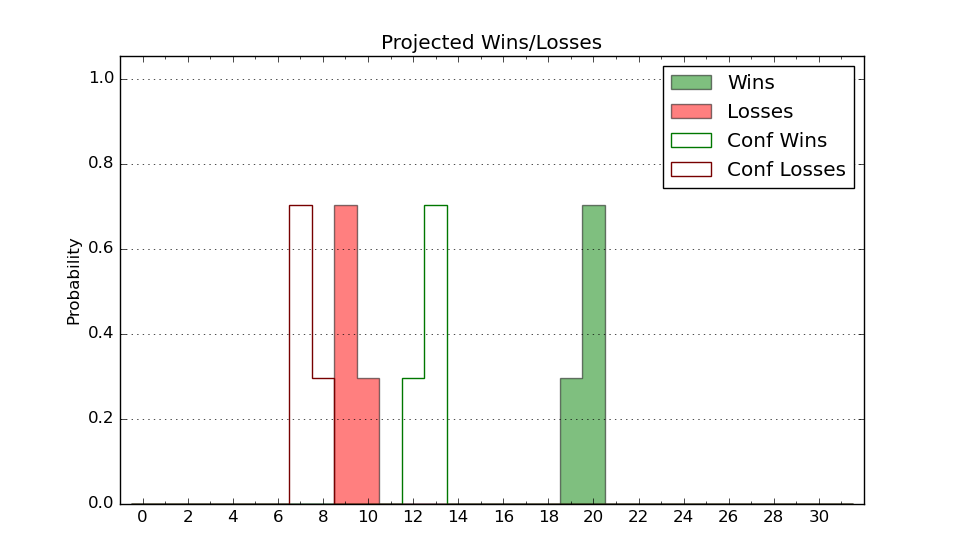 Projected Wins/Losses
1.0
0.8
0.6
0.4
0.2
0.0
Probability
Wins
Losses
Conf Wins
Conf Losses
0 2 4 6 8 10 12 14 16 18 20 22 24 26 28 30